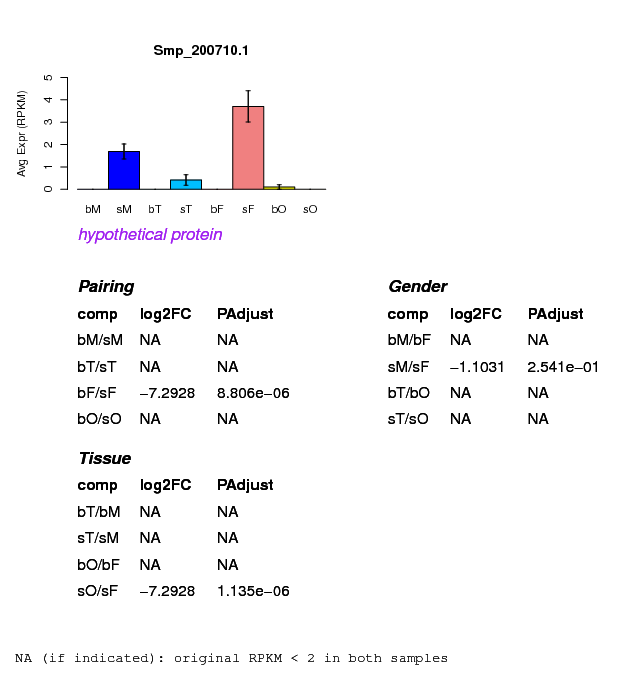 Smp_200710.1
Avg Expr (RPKM)
0 1 2 3 4 5
bM sM bT sT bF sF bO sO
hypothetical protein
Pairing
comp log2FC PAdjust
bM/sM NA NA
bT/sT NA NA
bF/sF −7.2928 8.806e−06
bO/sO NA NA
Gender
comp log2FC PAdjust
bM/bF NA NA
sM/sF −1.1031 2.541e−01
bT/bO NA NA
sT/sO NA NA
Tissue
comp log2FC PAdjust
bT/bM NA NA
sT/sM NA NA
bO/bF NA NA
sO/sF −7.2928 1.135e−06
NA (if indicated): original RPKM < 2 in both samples